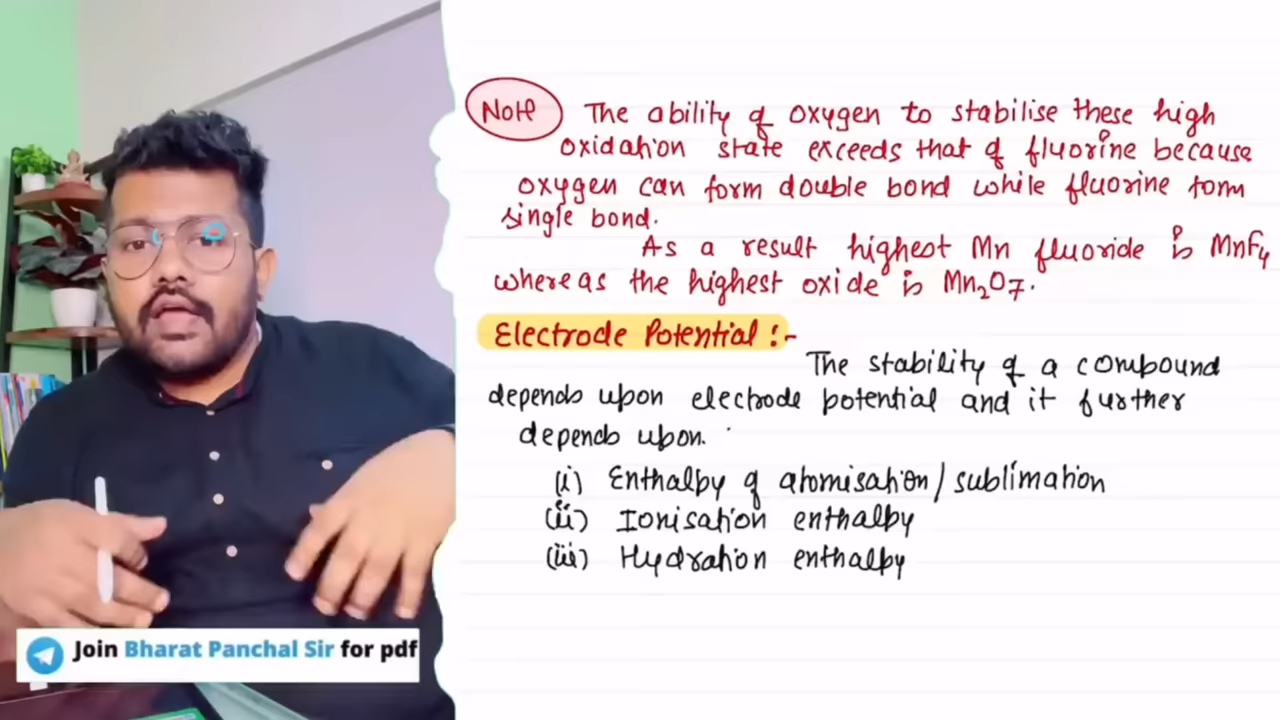 Note The ability of oxygen to stabilise these high
oxidation state exceeds that of fluorine because
oxygen can form double bond while fluorine form
single bond.
As a result highest Mn fluoride is MnF4
whereas the highest oxide is Mn2O7.
Electrode Potential :-
The stability of a compound
depends upon electrode potential and it further
depends upon.
(i) Enthalpy of atomisation/sublimation
(ii) Ionisation enthalpy
(iii) Hydration enthalpy
Join Bharat Panchal Sir for pdf